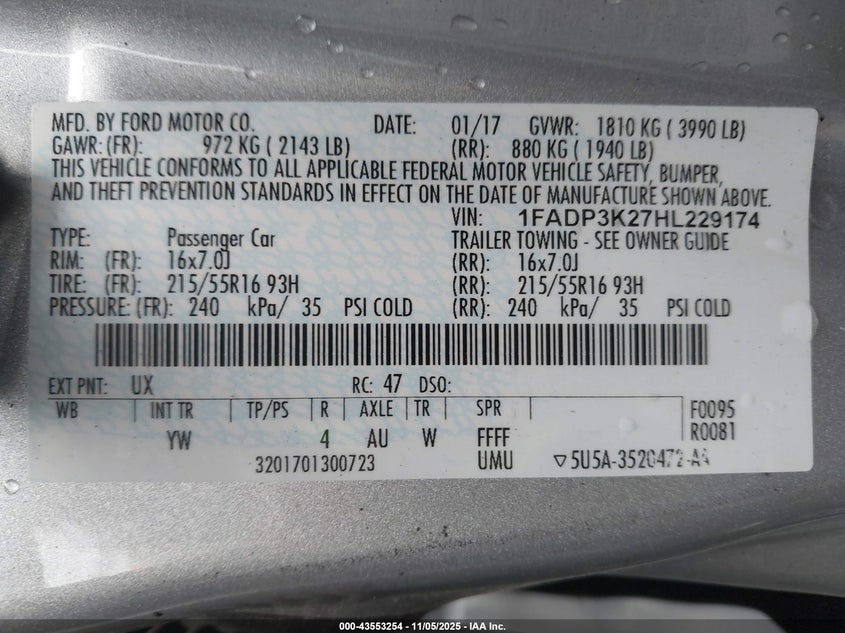 MFD. BY FORD MOTOR CO. DATE: 01/17 GVWR: 1810 KG ( 3990 LB)
GAWR: (FR): 972 KG ( 2143 LB) (RR): 880 KG ( 1940 LB)
THIS VEHICLE CONFORMS TO ALL APPLICABLE FEDERAL MOTOR VEHICLE SAFETY, BUMPER,
AND THEFT PREVENTION STANDARDS IN EFFECT ON THE DATE OF MANUFACTURE SHOWN ABOVE.
VIN: 1FADP3K27HL229174
TYPE: Passenger Car TRAILER TOWING - SEE OWNER GUIDE
RIM: (FR): 16x7.0J (RR): 16x7.0J
TIRE: (FR): 215/55R16 93H (RR): 215/55R16 93H
PRESSURE: (FR): 240 kPa/ 35 PSI COLD (RR): 240 kPa/ 35 PSI COLD
EXT PNT: UX RC: 47 DSO:
WB INT TR TP/PS R AXLE TR SPR F0095
YW 4 AU W FFFF R0081
3201701300723 UMU ▽5U5A-3520472-AA
000-43553254 | 11/05/2025 - IAA Inc.